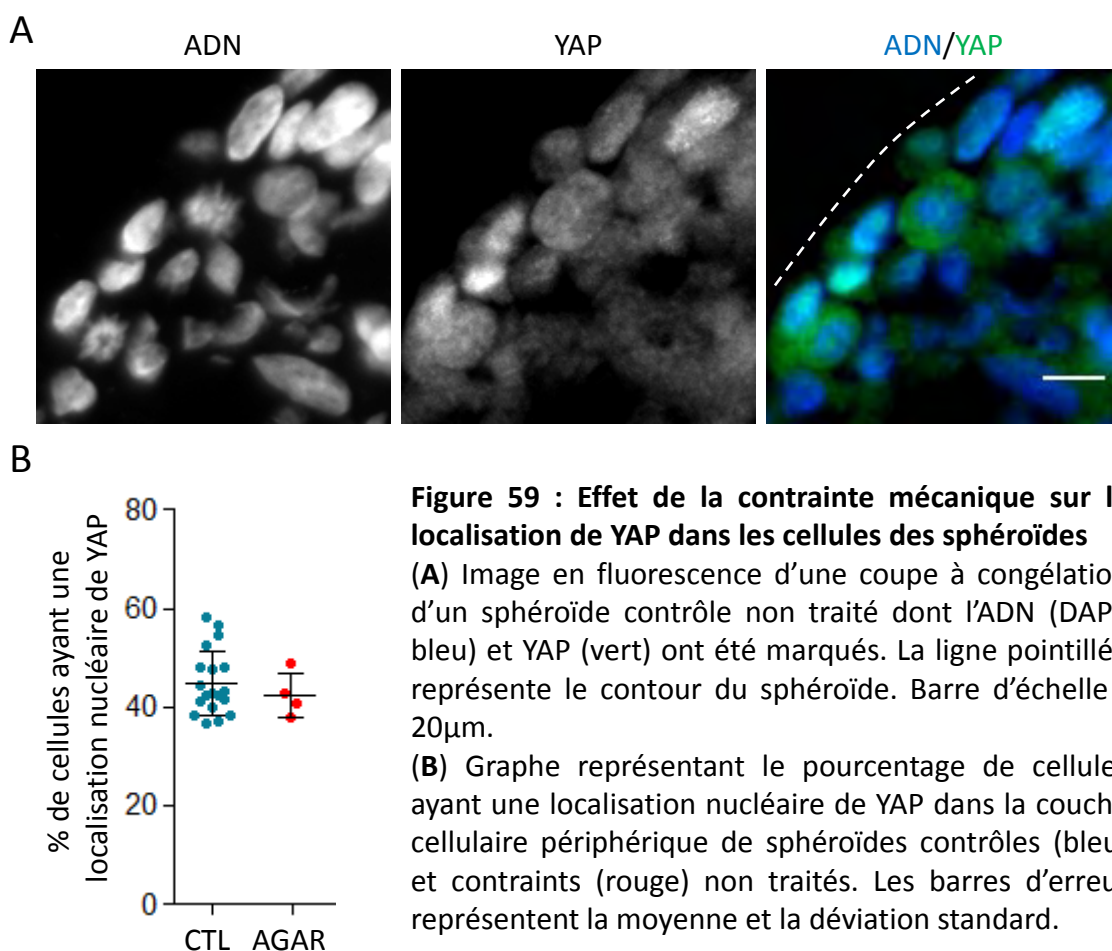 A
ADN
YAP
ADN/YAP
B
% de cellules ayant une
localisation nucléaire de YAP
80
60
40
20
0
CTL
AGAR
Figure 59 : Effet de la contrainte mécanique sur l
localisation de YAP dans les cellules des sphéroïdes
(A) Image en fluorescence d'une coupe à congélatio
d'un sphéroïde contrôle non traité dont l'ADN (DAP
bleu) et YAP (vert) ont été marqués. La ligne pointillé
représente le contour du sphéroïde. Barre d'échelle
20µm.
(B) Graphe représentant le pourcentage de cellule
ayant une localisation nucléaire de YAP dans la couch
cellulaire périphérique de sphéroïdes contrôles (bleu
et contraints (rouge) non traités. Les barres d'erreu
représentent la moyenne et la déviation standard.